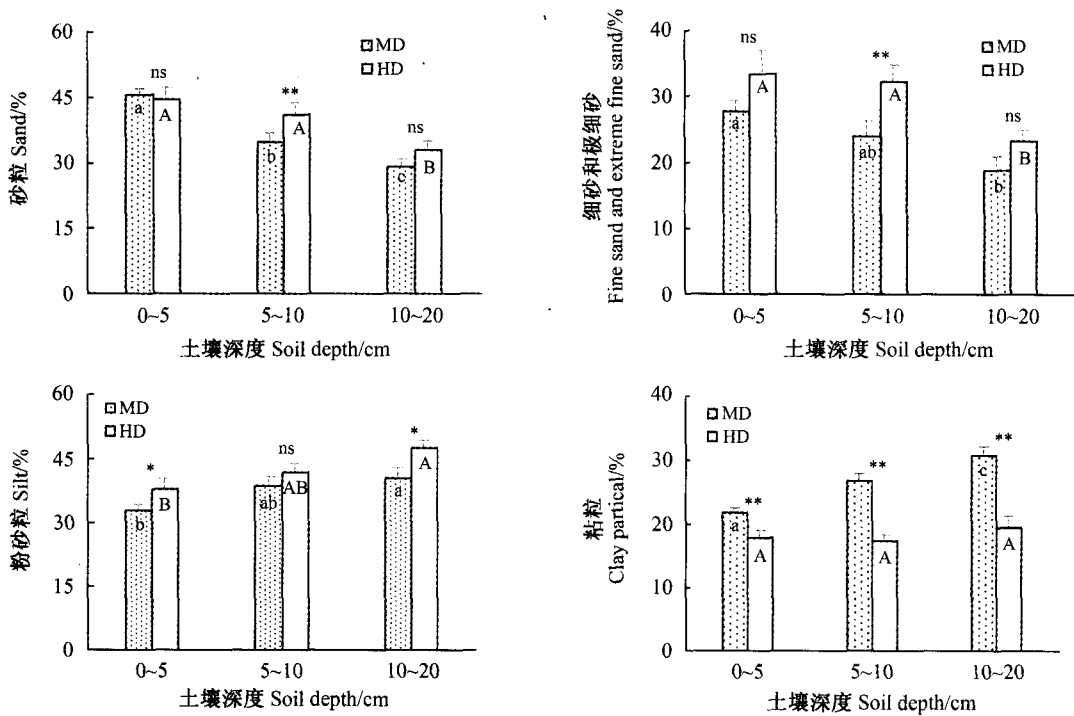 砂粒 Sand/%
60
45
30
15
0
MD
HD
ns
**
ns
a
A
b
A
c
B
0~5
5~10
10~20
土壤深度 Soil depth/cm
细砂和极细砂
Fine sand and extreme fine sand/%
40
30
20
10
0
MD
HD
ns
**
ns
a
A
ab
A
b
B
0~5
5~10
10~20
土壤深度 Soil depth/cm
粉砂粒 Silt/%
60
45
30
15
0
MD
HD
*
ns
*
b
B
ab
AB
a
A
0~5
5~10
10~20
土壤深度 Soil depth/cm
粘粒
Clay partical/%
40
30
20
10
0
MD
HD
**
**
**
a
A
b
A
c
A
0~5
5~10
10~20
土壤深度 Soil depth/cm